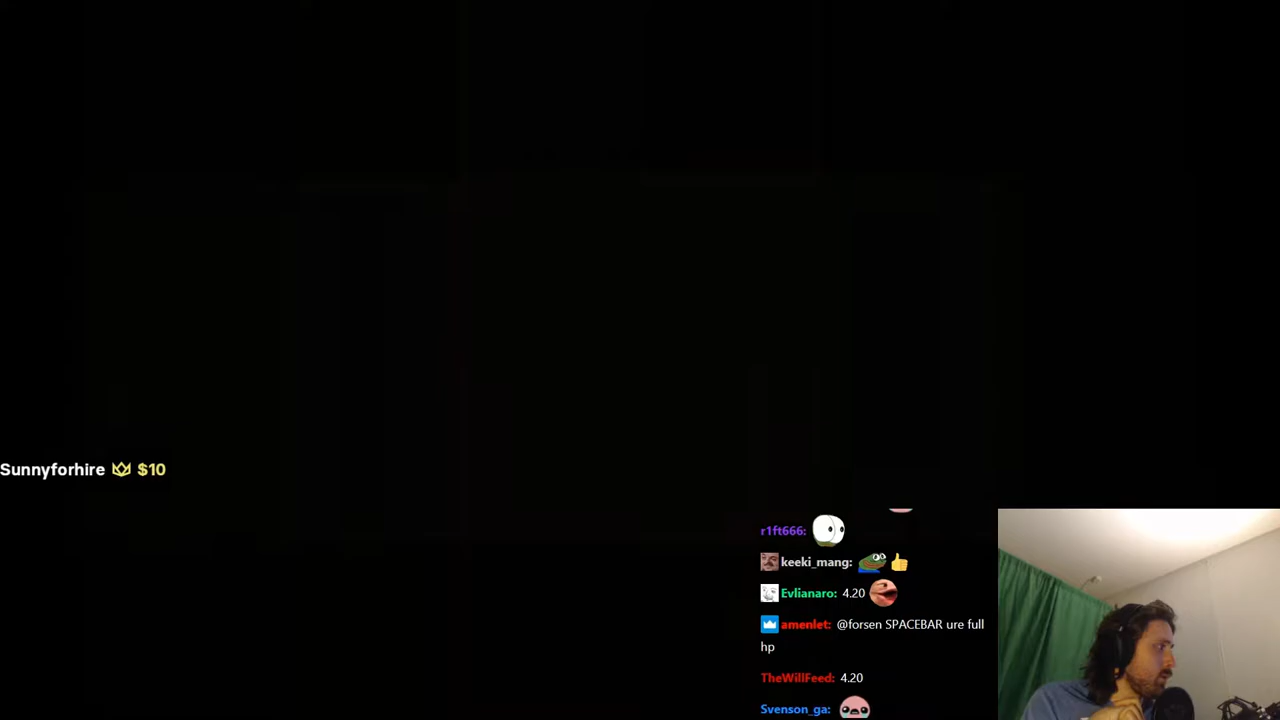 Sunnyforhire $10
r1ft666:
keeki_mang:
Evlianaro: 4.20
amenlet: @forsen SPACEBAR ure full
hp
TheWillFeed: 4.20
Svenson_ga: